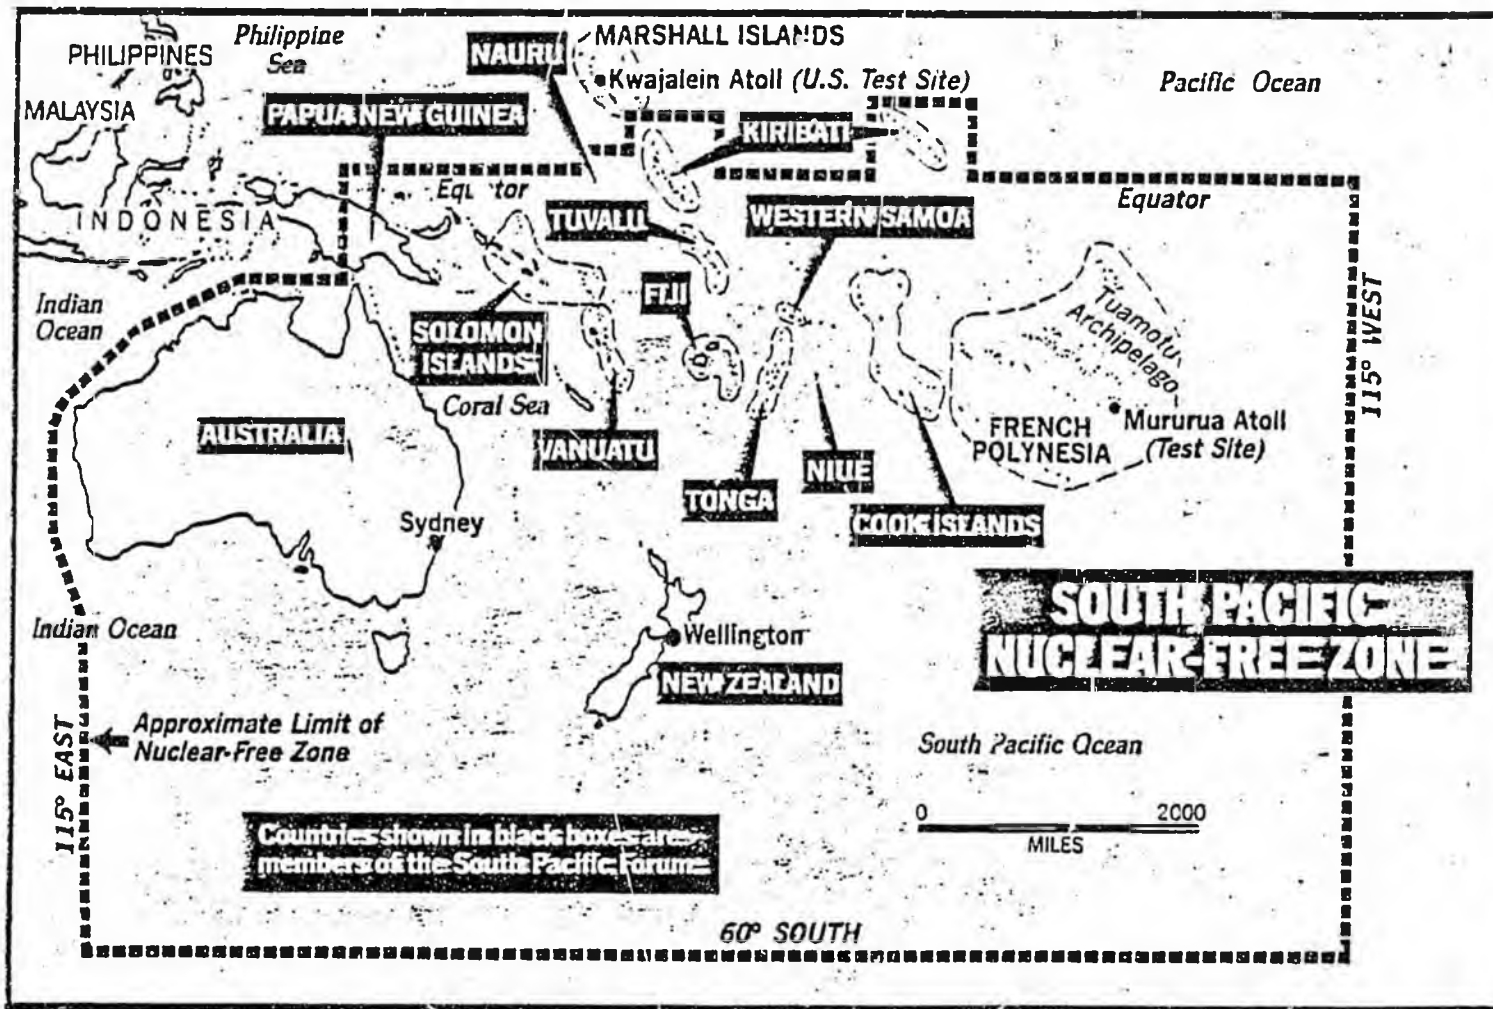 PHILIPPINES
Philippine
Sea
NAURU
MARSHALL ISLANDS
Kwajalein Atoll (U.S. Test Site)
Pacific Ocean
MALAYSIA
PAPUA NEW GUINEA
KIRIBATI
Equator
Equator
INDONESIA
TUVALU
WESTERN SAMOA
Indian
Ocean
FIJI
SOLOMON
ISLANDS
Coral Sea
Tuamotu
Archipelago
115° WEST
AUSTRALIA
VANUATU
TONGA
NIUE
COOK ISLANDS
FRENCH
POLYNESIA
Mururua Atoll
(Test Site)
Sydney
Indian Ocean
Wellington
NEW ZEALAND
SOUTH PACIFIC
NUCLEAR-FREE ZONE
115° EAST
Approximate Limit of
Nuclear-Free Zone
South Pacific Ocean
0 2000
MILES
Countries shown in black boxes are
members of the South Pacific Forum
60° SOUTH